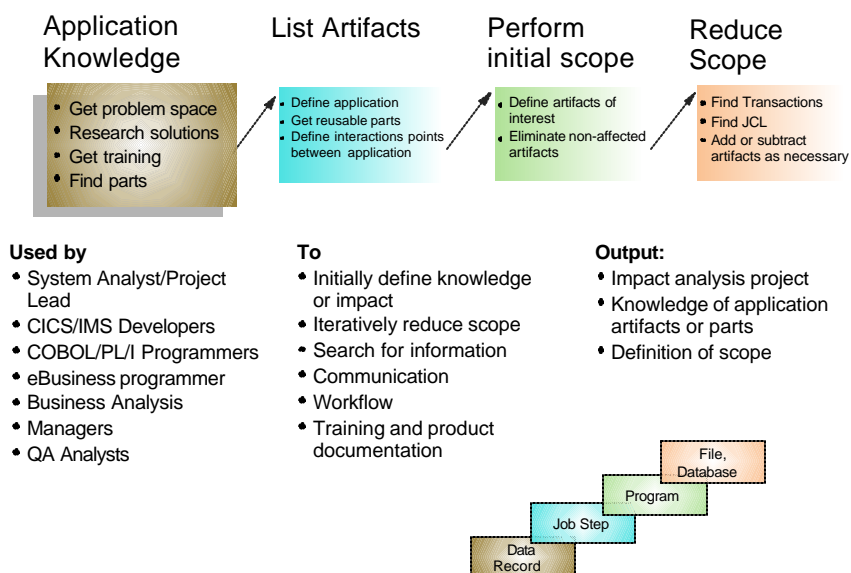 Application
Knowledge
List Artifacts
Perform
initial scope
Reduce
Scope
• Get problem space
• Research solutions
• Get training
• Find parts
• Define application
• Get reusable parts
• Define interactions points
between application
• Define artifacts of
interest
• Eliminate non-affected
artifacts
• Find Transactions
• Find JCL
• Add or subtract
artifacts as necessary
Used by
• System Analyst/Project
Lead
• CICS/IMS Developers
• COBOL/PL/I Programmers
• eBusiness programmer
• Business Analysis
• Managers
• QA Analysts
To
• Initially define knowledge
or impact
• Iteratively reduce scope
• Search for information
• Communication
• Workflow
• Training and product
documentation
Output:
• Impact analysis project
• Knowledge of application
artifacts or parts
• Definition of scope
File,
Database
Program
Job Step
Data
Record